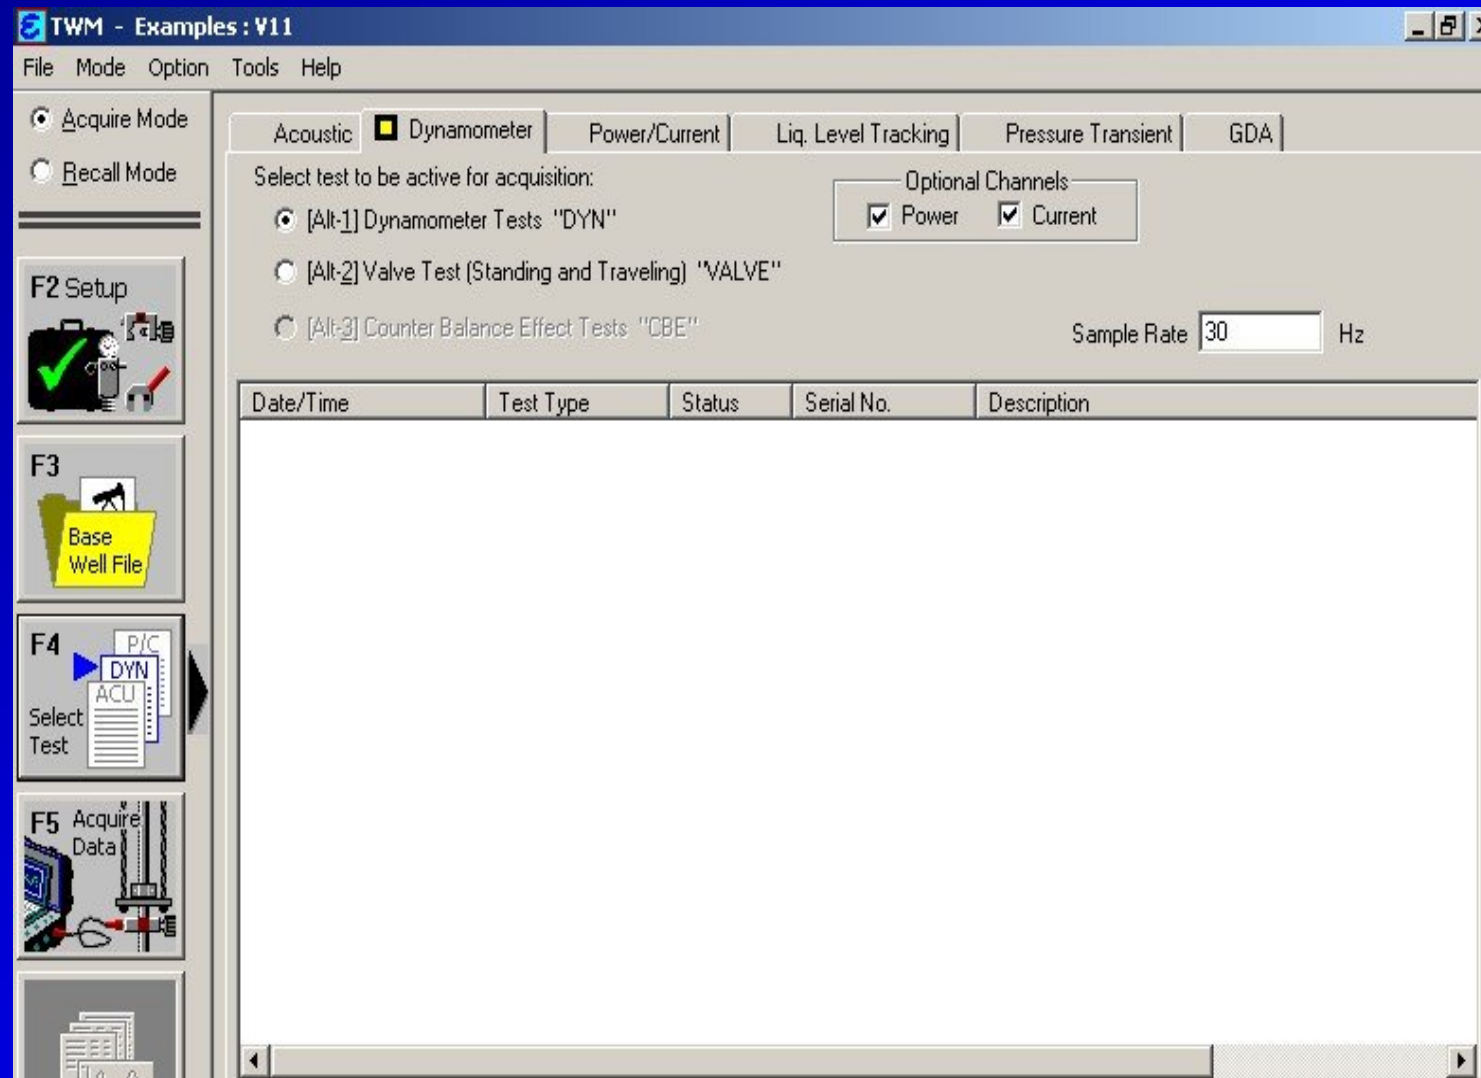 TWM - Examples : V11
File Mode Option Tools Help
Acquire Mode
Recall Mode
F2 Setup
F3
Base
Well File
F4
P/C
DYN
ACU
Select
Test
F5 Acquire
Data
Acoustic Dynamometer Power/Current Liq. Level Tracking Pressure Transient GDA
Select test to be active for acquisition:
[Alt-1] Dynamometer Tests "DYN"
[Alt-2] Valve Test (Standing and Traveling) "VALVE"
[Alt-3] Counter Balance Effect Tests "CBE"
Optional Channels
Power Current
Sample Rate 30 Hz
Date/Time Test Type Status Serial No. Description